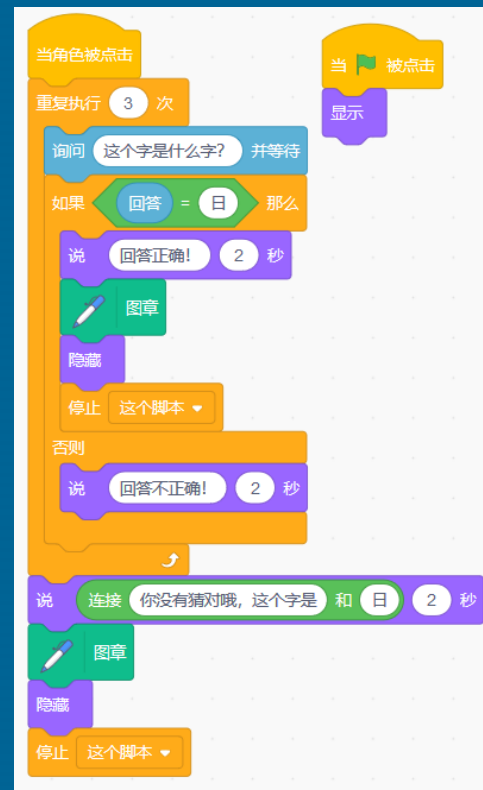 当角色被点击
重复执行 3 次
询问 这个字是什么字? 并等待
如果 回答 = 日 那么
说 回答正确! 2 秒
图章
隐藏
停止 这个脚本
否则
说 回答不正确! 2 秒
说 连接 你没有猜对哦，这个字是 和 日 2 秒
图章
隐藏
停止 这个脚本
当 被点击
显示